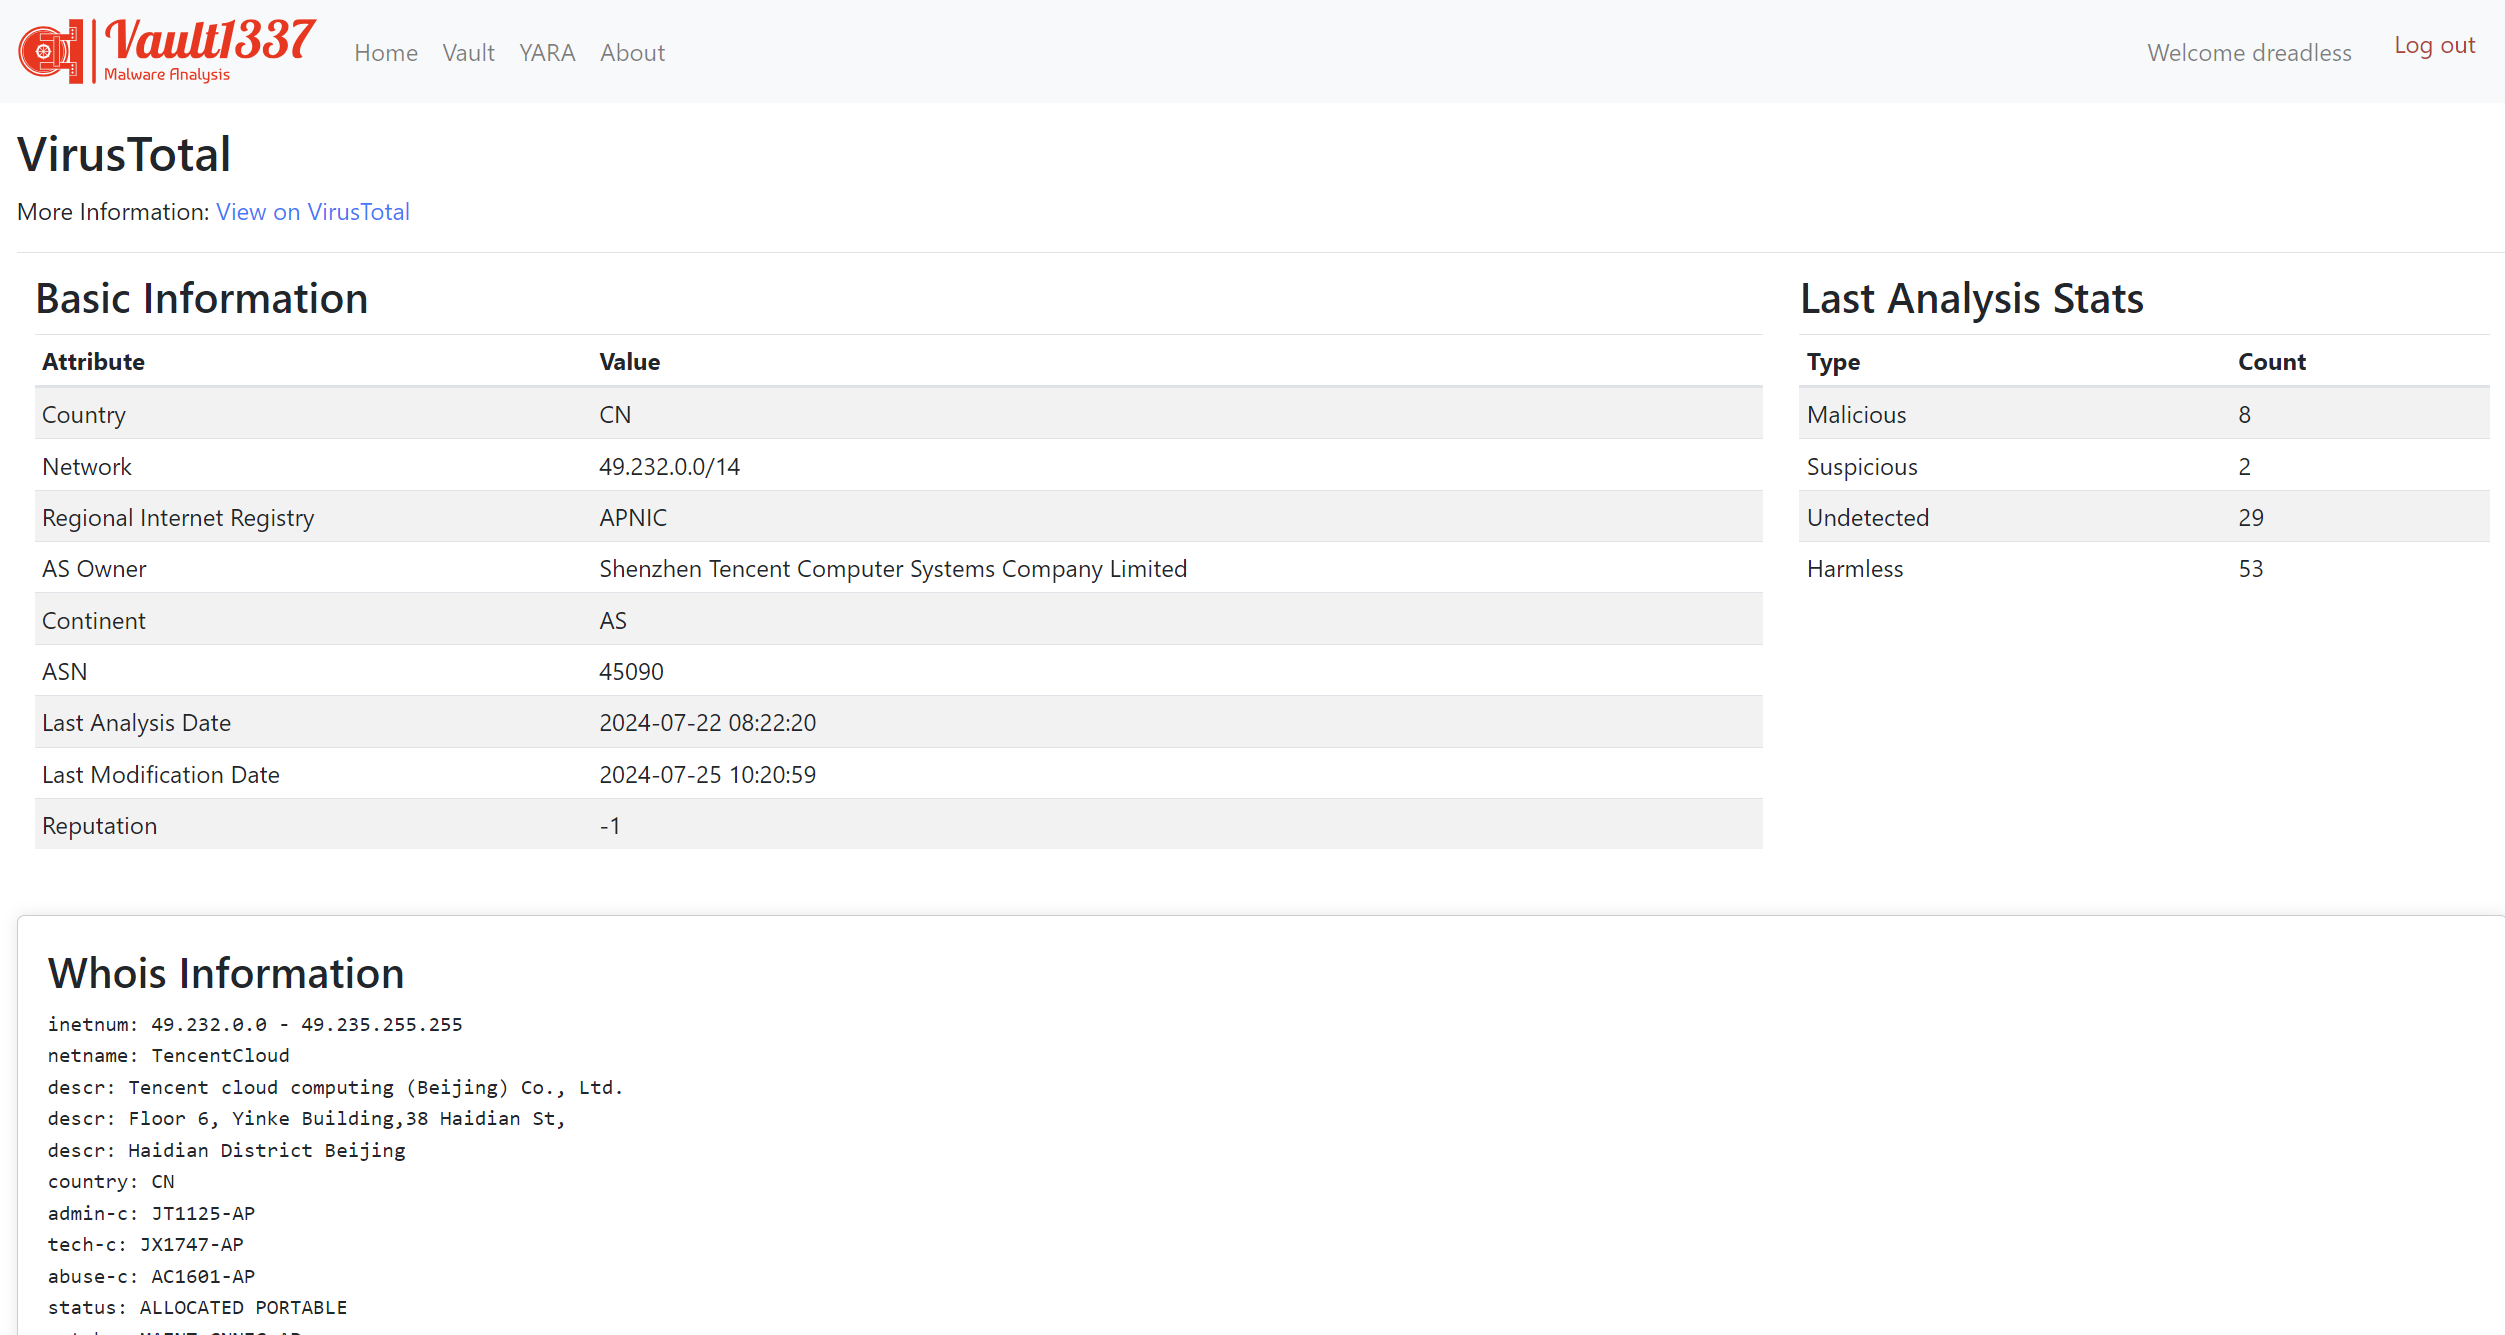 Vault1337
Malware Analysis
Home Vault YARA About
Welcome dreadless Log out
VirusTotal
More Information: View on VirusTotal
Basic Information
Attribute Value
Country CN
Network 49.232.0.0/14
Regional Internet Registry APNIC
AS Owner Shenzhen Tencent Computer Systems Company Limited
Continent AS
ASN 45090
Last Analysis Date 2024-07-22 08:22:20
Last Modification Date 2024-07-25 10:20:59
Reputation -1
Last Analysis Stats
Type Count
Malicious 8
Suspicious 2
Undetected 29
Harmless 53
Whois Information
inetnum: 49.232.0.0 - 49.235.255.255
netname: TencentCloud
descr: Tencent cloud computing (Beijing) Co., Ltd.
descr: Floor 6, Yinke Building,38 Haidian St,
descr: Haidian District Beijing
country: CN
admin-c: JT1125-AP
tech-c: JX1747-AP
abuse-c: AC1601-AP
status: ALLOCATED PORTABLE